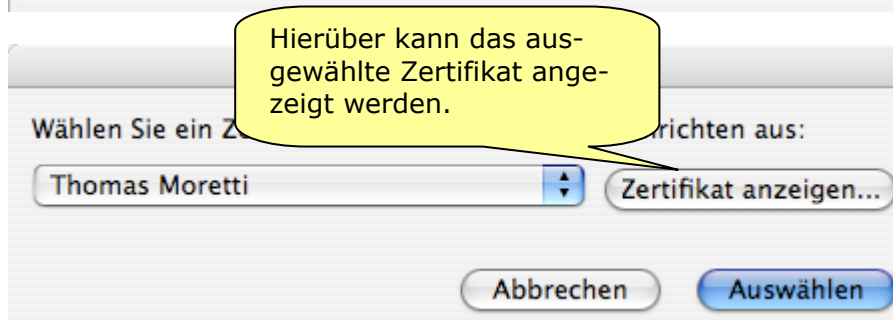 Hierüber kann das aus-
gewählte Zertifikat ange-
zeigt werden.
Wählen Sie ein richten aus:
Thomas Moretti
Zertifikat anzeigen...
Abbrechen
Auswählen